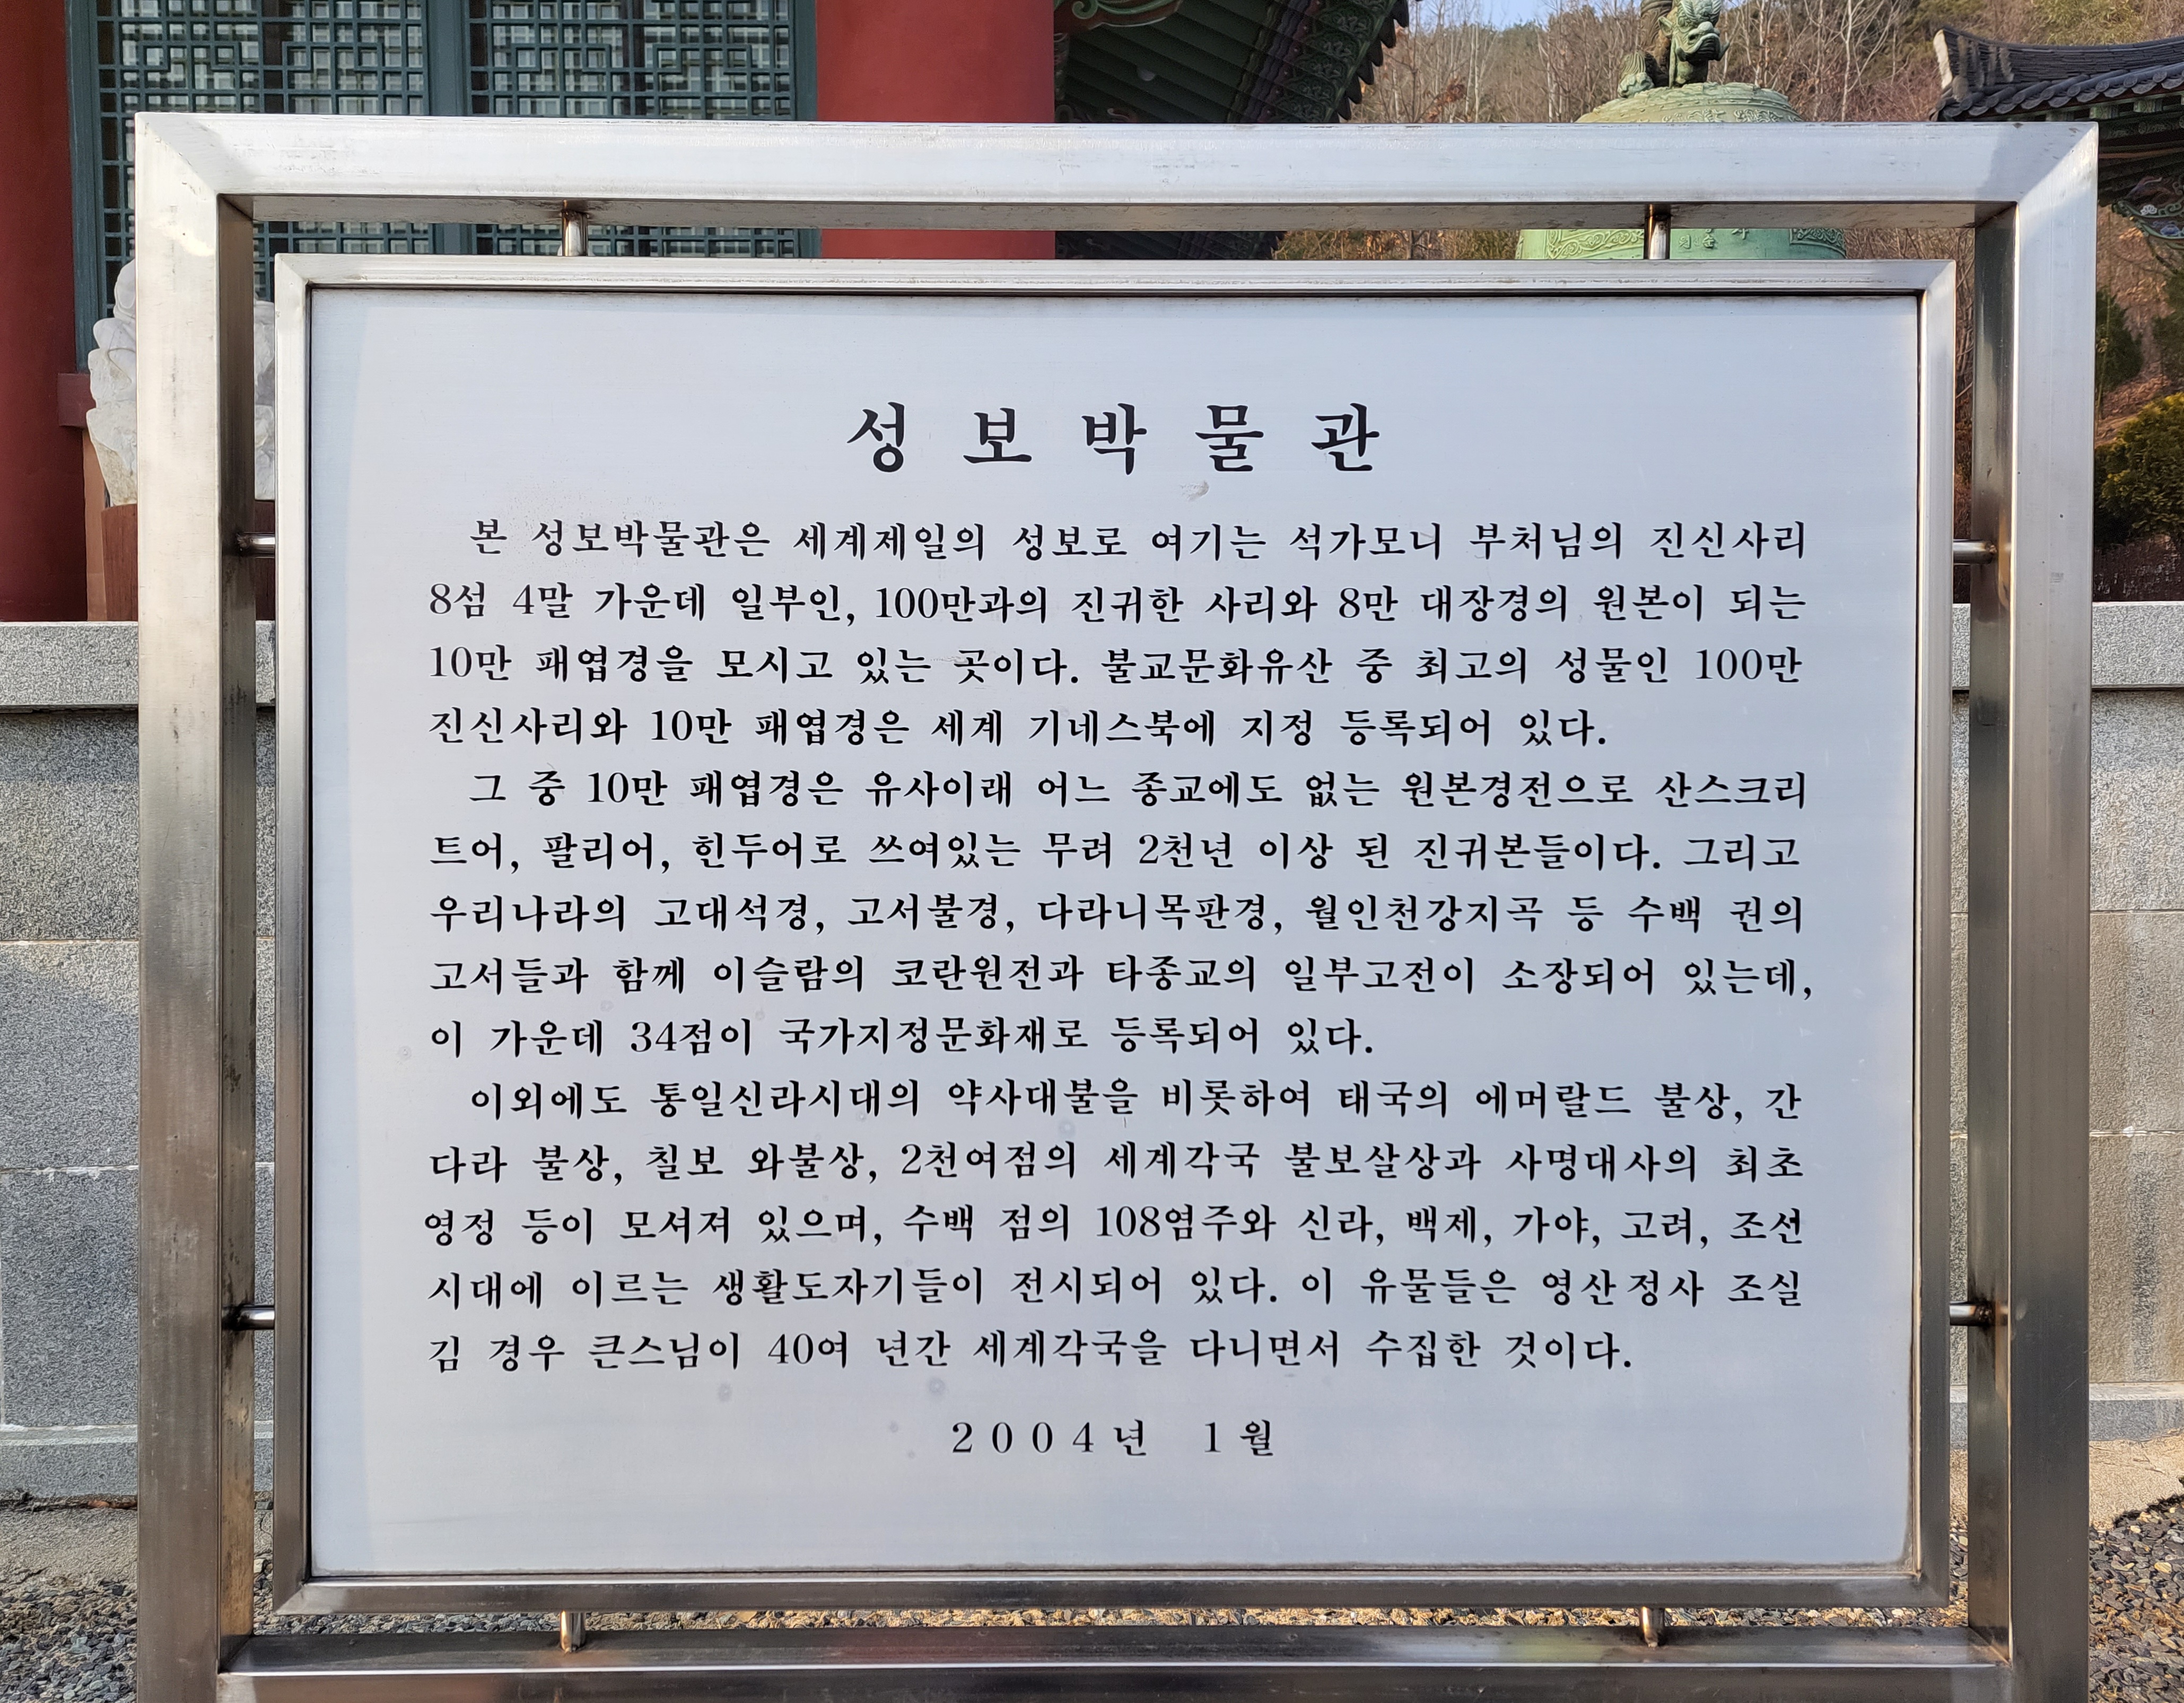 성보박물관
본 성보박물관은 세계제일의 성보로 여기는 석가모니 부처님의 진신사리
8섬 4말 가운데 일부인, 100만과의 진귀한 사리와 8만 대장경의 원본이 되는
10만 패엽경을 모시고 있는 곳이다. 불교문화유산 중 최고의 성물인 100만
진신사리와 10만 패엽경은 세계 기네스북에 지정 등록되어 있다.
그 중 10만 패엽경은 유사이래 어느 종교에도 없는 원본경전으로 산스크리
트어, 팔리어, 힌두어로 쓰여있는 무려 2천년 이상 된 진귀본들이다. 그리고
우리나라의 고대석경, 고서불경, 다라니목판경, 월인천강지곡 등 수백 권의
고서들과 함께 이슬람의 코란원전과 타종교의 일부고전이 소장되어 있는데,
이 가운데 34점이 국가지정문화재로 등록되어 있다.
이외에도 통일신라시대의 약사대불을 비롯하여 태국의 에머랄드 불상, 간
다라 불상, 칠보 와불상, 2천여점의 세계각국 불보살상과 사명대사의 최초
영정 등이 모셔져 있으며, 수백 점의 108염주와 신라, 백제, 가야, 고려, 조선
시대에 이르는 생활도자기들이 전시되어 있다. 이 유물들은 영산정사 조실
김 경우 큰스님이 40여 년간 세계각국을 다니면서 수집한 것이다.
2004년 1월